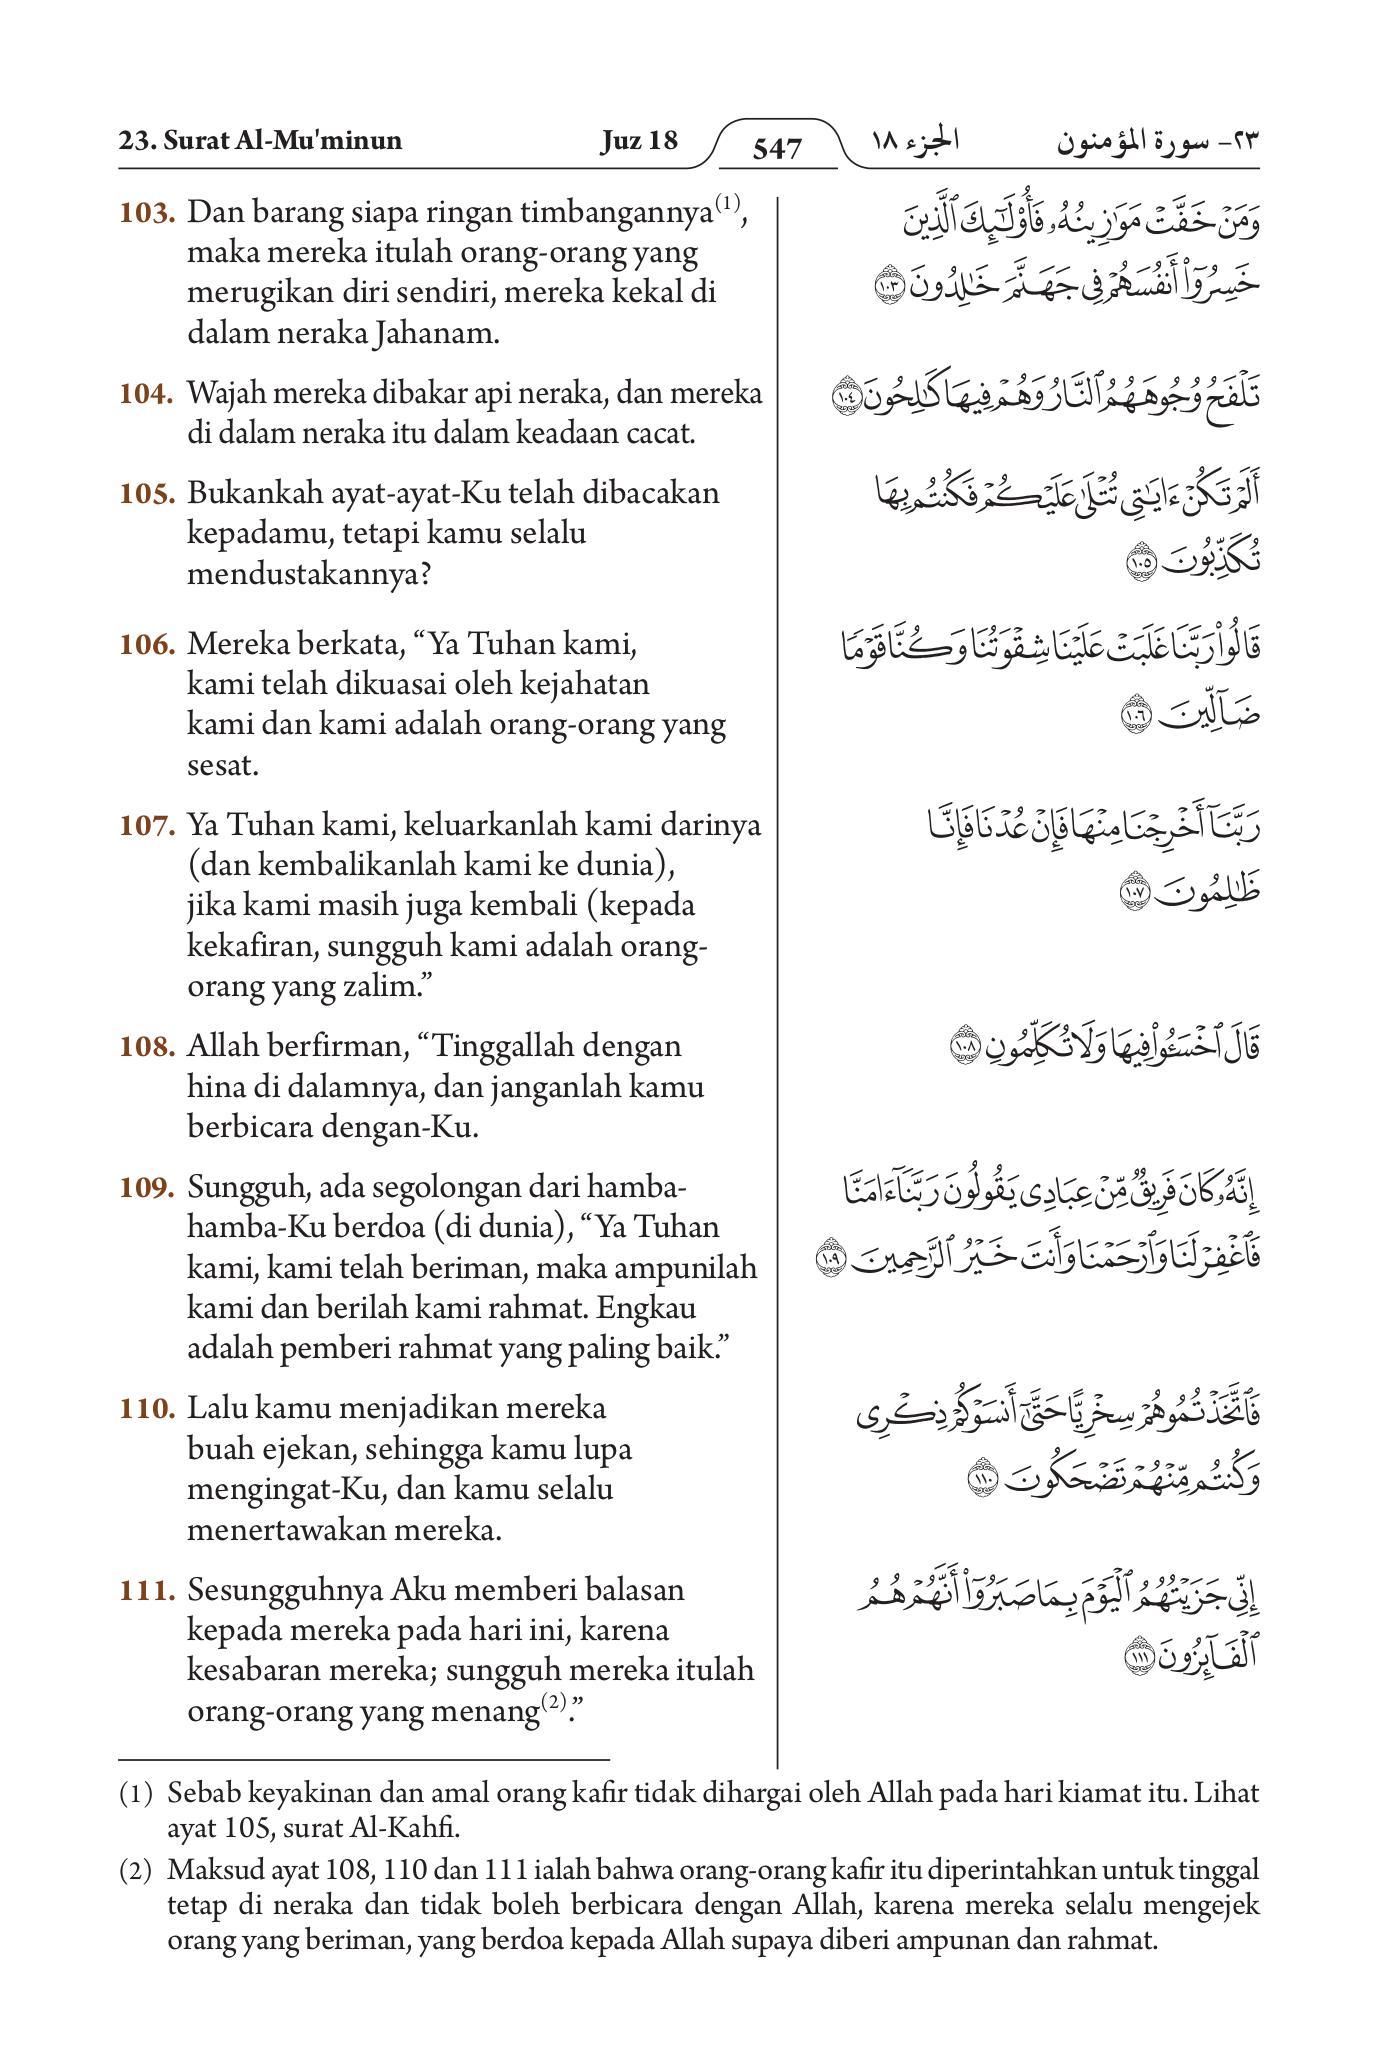 23. Surat Al-Mu'minun Juz 18 547 الجزء ١٨ ٢٣- سورة المؤمنون
103. Dan barang siapa ringan timbangannya(1),
maka mereka itulah orang-orang yang
merugikan diri sendiri, mereka kekal di
dalam neraka Jahanam.
104. Wajah mereka dibakar api neraka, dan mereka
di dalam neraka itu dalam keadaan cacat.
105. Bukankah ayat-ayat-Ku telah dibacakan
kepadamu, tetapi kamu selalu
mendustakannya?
106. Mereka berkata, “Ya Tuhan kami,
kami telah dikuasai oleh kejahatan
kami dan kami adalah orang-orang yang
sesat.
107. Ya Tuhan kami, keluarkanlah kami darinya
(dan kembalikanlah kami ke dunia),
jika kami masih juga kembali (kepada
kekafiran, sungguh kami adalah orang-
orang yang zalim.”
108. Allah berfirman, “Tinggallah dengan
hina di dalamnya, dan janganlah kamu
berbicara dengan-Ku.
109. Sungguh, ada segolongan dari hamba-
hamba-Ku berdoa (di dunia), “Ya Tuhan
kami, kami telah beriman, maka ampunilah
kami dan berilah kami rahmat. Engkau
adalah pemberi rahmat yang paling baik.”
110. Lalu kamu menjadikan mereka
buah ejekan, sehingga kamu lupa
mengingat-Ku, dan kamu selalu
menertawakan mereka.
111. Sesungguhnya Aku memberi balasan
kepada mereka pada hari ini, karena
kesabaran mereka; sungguh mereka itulah
orang-orang yang menang(2).”
وَمَنْ خَفَّتْ مَوَٰزِينُهُۥ فَأُو۟لَـٰٓئِكَ ٱلَّذِينَ
خَسِرُوٓا۟ أَنفُسَهُمْ فِى جَهَنَّمَ خَـٰلِدُونَ ١٠٣
تَلْفَحُ وُجُوهَهُمُ ٱلنَّارُ وَهُمْ فِيهَا كَـٰلِحُونَ ١٠٤
أَلَمْ تَكُنْ ءَايَـٰتِى تُتْلَىٰ عَلَيْكُمْ فَكُنتُم بِهَا
تُكَذِّبُونَ ١٠٥
قَالُوا۟ رَبَّنَا غَلَبَتْ عَلَيْنَا شِقْوَتُنَا وَكُنَّا قَوْمًا
ضَآلِّينَ ١٠٦
رَبَّنَآ أَخْرِجْنَا مِنْهَا فَإِنْ عُدْنَا فَإِنَّا
ظَـٰلِمُونَ ١٠٧
قَالَ ٱخْسَـُٔوا۟ فِيهَا وَلَا تُكَلِّمُونِ ١٠٨
إِنَّهُۥ كَانَ فَرِيقٌ مِّنْ عِبَادِى يَقُولُونَ رَبَّنَآ ءَامَنَّا
فَٱغْفِرْ لَنَا وَٱرْحَمْنَا وَأَنتَ خَيْرُ ٱلرَّٰحِمِينَ ١٠٩
فَٱتَّخَذْتُمُوهُمْ سِخْرِيًّا حَتَّىٰٓ أَنسَوْكُمْ ذِكْرِى
وَكُنتُم مِّنْهُمْ تَضْحَكُونَ ١١٠
إِنِّى جَزَيْتُهُمُ ٱلْيَوْمَ بِمَا صَبَرُوٓا۟ أَنَّهُمْ هُمُ
ٱلْفَآئِزُونَ ١١١
(1) Sebab keyakinan dan amal orang kafir tidak dihargai oleh Allah pada hari kiamat itu. Lihat
ayat 105, surat Al-Kahfi.
(2) Maksud ayat 108, 110 dan 111 ialah bahwa orang-orang kafir itu diperintahkan untuk tinggal
tetap di neraka dan tidak boleh berbicara dengan Allah, karena mereka selalu mengejek
orang yang beriman, yang berdoa kepada Allah supaya diberi ampunan dan rahmat.